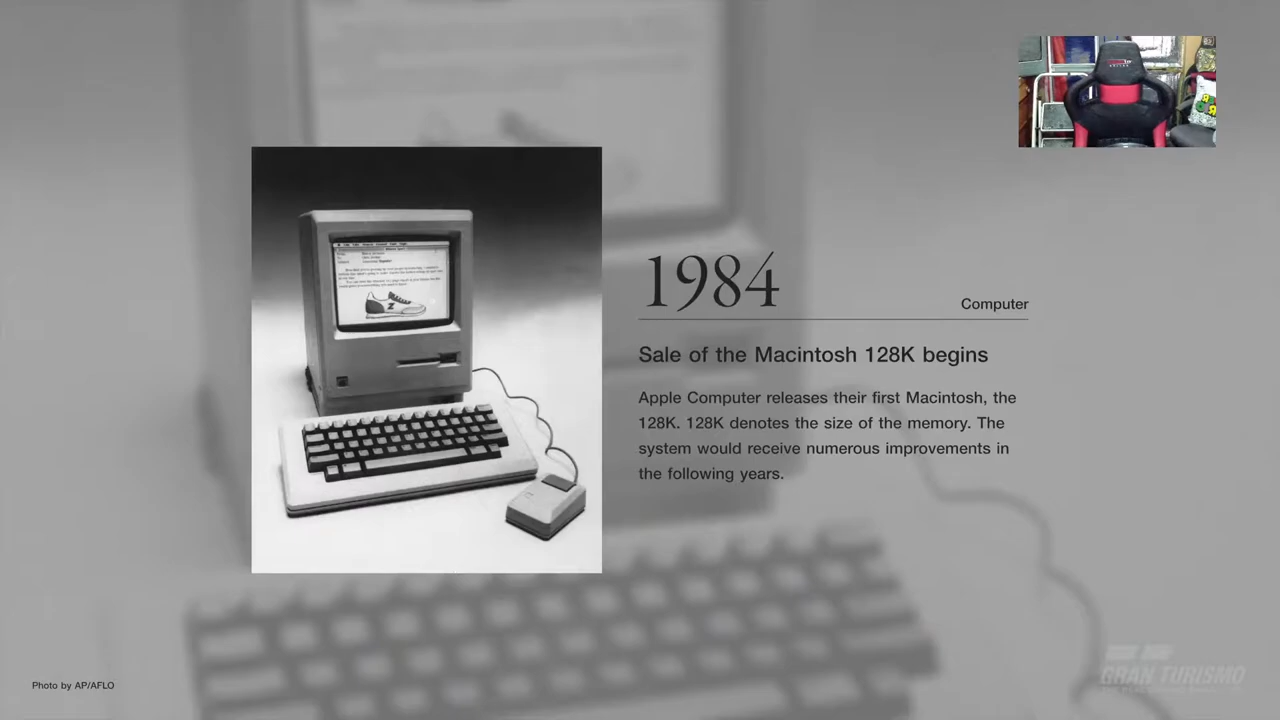 1984
Computer
Sale of the Macintosh 128K begins
Apple Computer releases their first Macintosh, the
128K. 128K denotes the size of the memory. The
system would receive numerous improvements in
the following years.
Photo by AP/AFLO
GRAN TURISMO